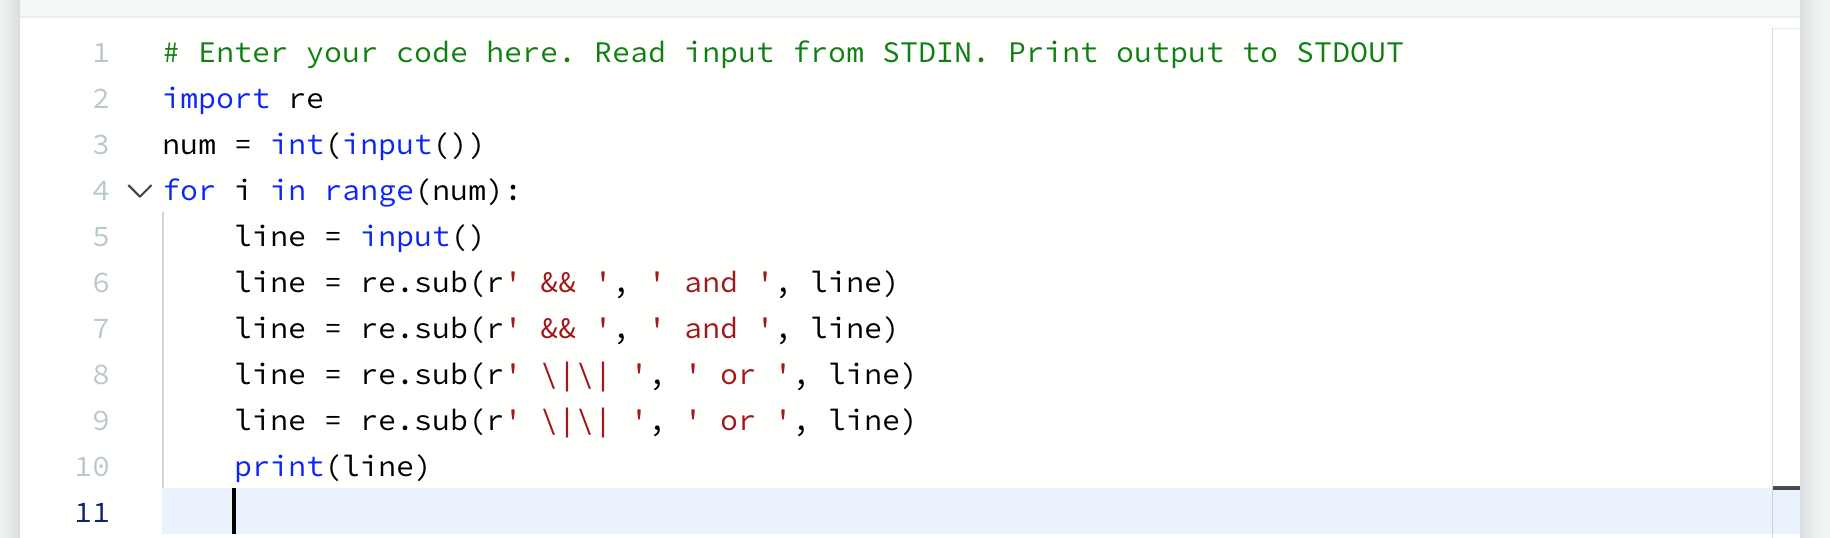 1 # Enter your code here. Read input from STDIN. Print output to STDOUT
2 import re
3 num = int(input())
4 for i in range(num):
5     line = input()
6     line = re.sub(r' && ', ' and ', line)
7     line = re.sub(r' && ', ' and ', line)
8     line = re.sub(r' \|\| ', ' or ', line)
9     line = re.sub(r' \|\| ', ' or ', line)
10     print(line)
11